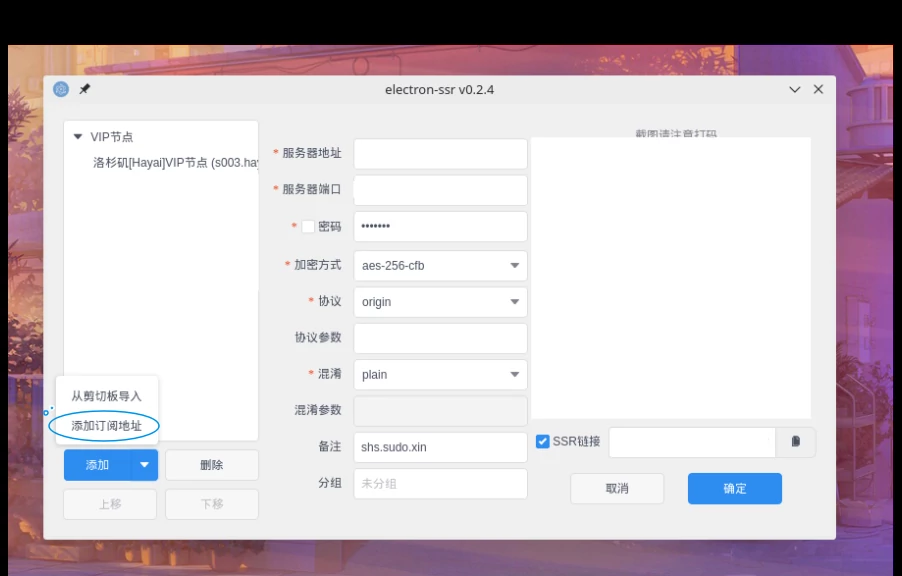 electron-ssr v0.2.4
VIP节点
洛杉矶[Hayai]VIP节点 (s003.ha
从剪切板导入
添加订阅地址
添加
删除
上移
下移
* 服务器地址
* 服务器端口
* 密码
* 加密方式 aes-256-cfb
* 协议 origin
协议参数
* 混淆 plain
混淆参数
备注 shs.sudo.xin
分组 未分组
截图请注意打码
SSR链接
取消
确定